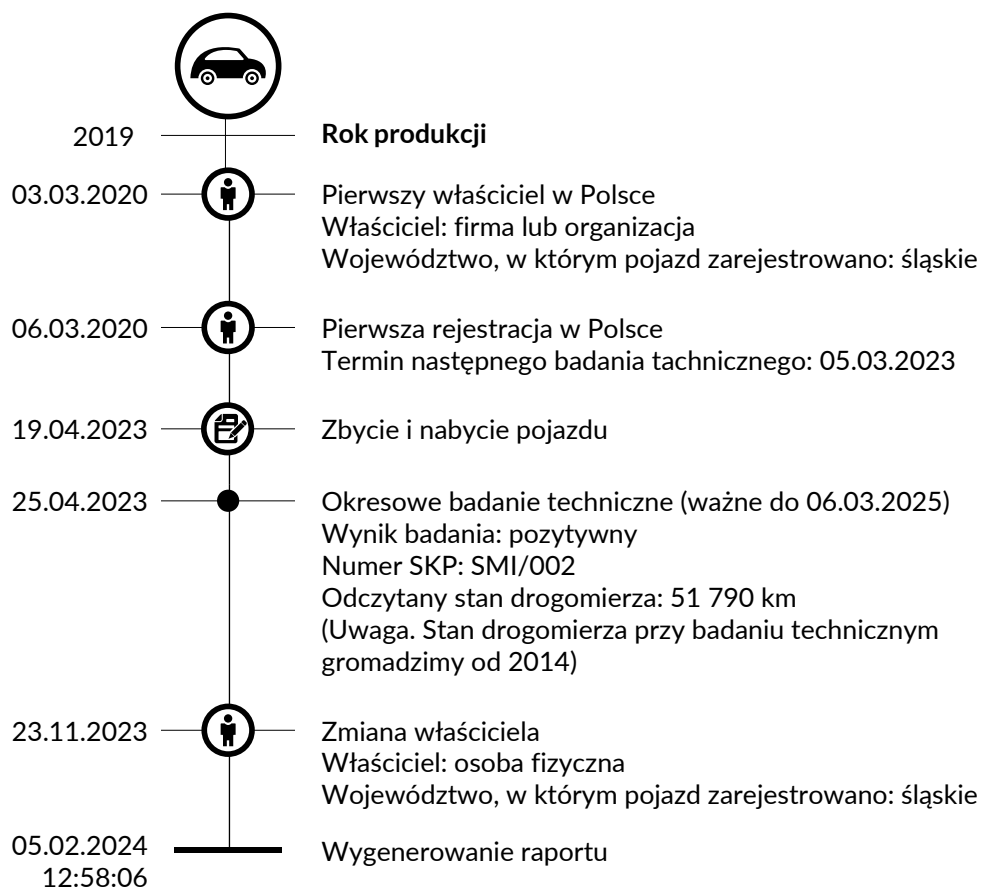 2019
Rok produkcji
03.03.2020
Pierwszy właściciel w Polsce
Właściciel: firma lub organizacja
Województwo, w którym pojazd zarejestrowano: śląskie
06.03.2020
Pierwsza rejestracja w Polsce
Termin następnego badania tachnicznego: 05.03.2023
19.04.2023
Zbycie i nabycie pojazdu
25.04.2023
Okresowe badanie techniczne (ważne do 06.03.2025)
Wynik badania: pozytywny
Numer SKP: SMI/002
Odczytany stan drogomierza: 51 790 km
(Uwaga. Stan drogomierza przy badaniu technicznym
gromadzimy od 2014)
23.11.2023
Zmiana właściciela
Właściciel: osoba fizyczna
Województwo, w którym pojazd zarejestrowano: śląskie
05.02.2024
12:58:06
Wygenerowanie raportu